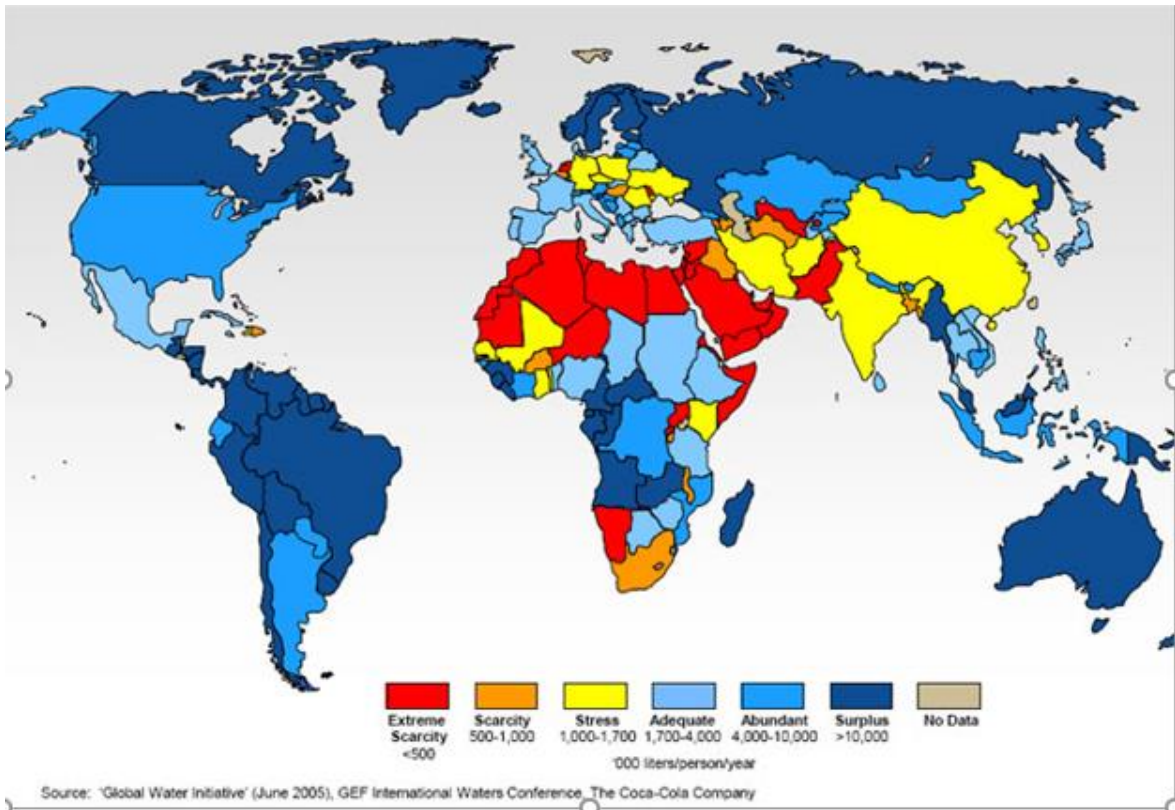 Extreme
Scarcity
<500
Scarcity
500-1,000
Stress
1,000-1,700
Adequate
1,700-4,000
Abundant
4,000-10,000
Surplus
>10,000
No Data
'000 liters/person/year
Source: 'Global Water Initiative' (June 2005), GEF International Waters Conference, The Coca-Cola Company